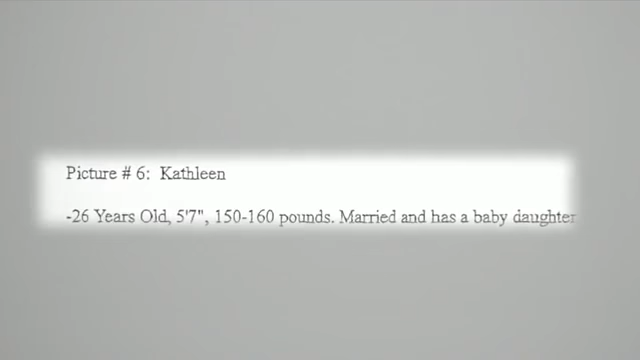 Picture # 6:  Kathleen
-26 Years Old, 5'7", 150-160 pounds. Married and has a baby daughter